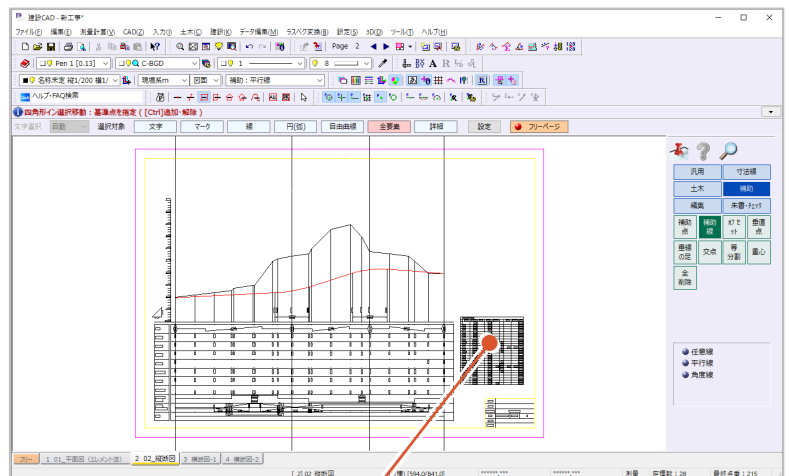 建設CAD - 新工事*
ファイル(F) 編集(E) 測量計算(V) CAD(Z) 入力(I) 土木(C) 建設(K) データ編集(M) ラスベク変換(B) 設定(S) 3D(D) ツール(T) ヘルプ(H)
Page 2
Pen 1 [0.13] C-BGD 1 8
名称未定 縦1/200 横1/ 現場系m 図面 補助：平行線
ヘルプ・FAQ検索
四角形イン選択移動：基準点を指定 ( [Ctrl]追加・解除 )
文字選択 自動 選択対象 文字 マーク 線 円(弧) 自由曲線 全要素 詳細 設定 フリーページ
汎用 寸法線
土木 補助
編集 朱書・チェック
補助点 補助線 オフセット 垂直点
垂線の足 交点 等分割 重心
全削除
任意線
平行線
角度線
フリー 1 01_平面図 (エレメント法) 2 02_縦断図 3 横断図-1 4 横断図-2
[ 2] 02_縦断図 [594.0/841.0] ******.*** ******.*** 測量 座標数：28 最終点番：215